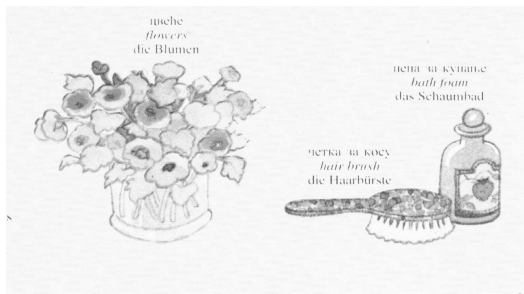 цвеће
flowers
die Blumen
пена за купање
bath foam
das Schaumbad
четка за косу
hair brush
die Haarbürste